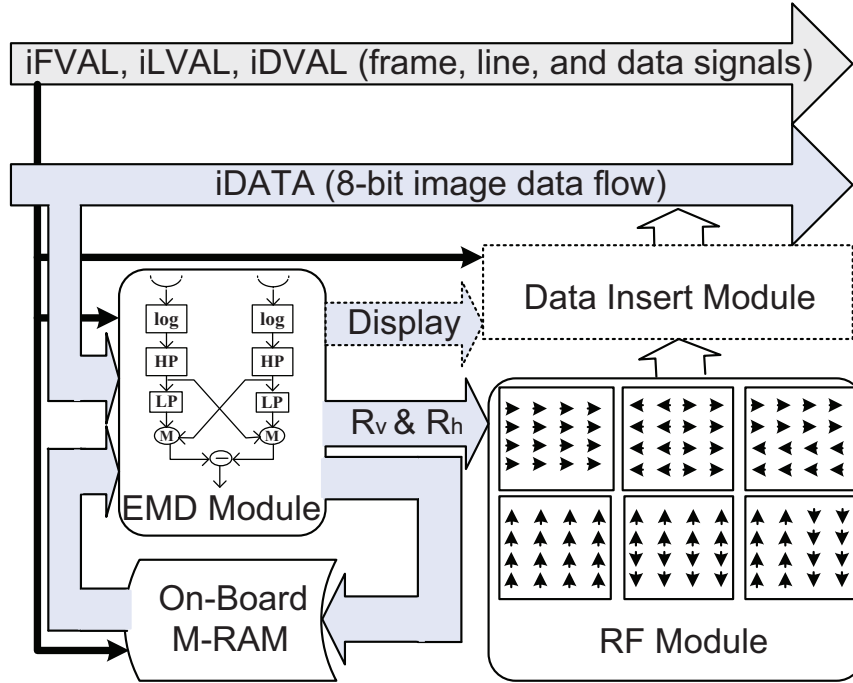 iFVAL, iLVAL, iDVAL (frame, line, and data signals)
iDATA (8-bit image data flow)
Data Insert Module
log log
HP HP
LP LP
M M
−
EMD Module
Display
Rv & Rh
On-Board
M-RAM
RF Module